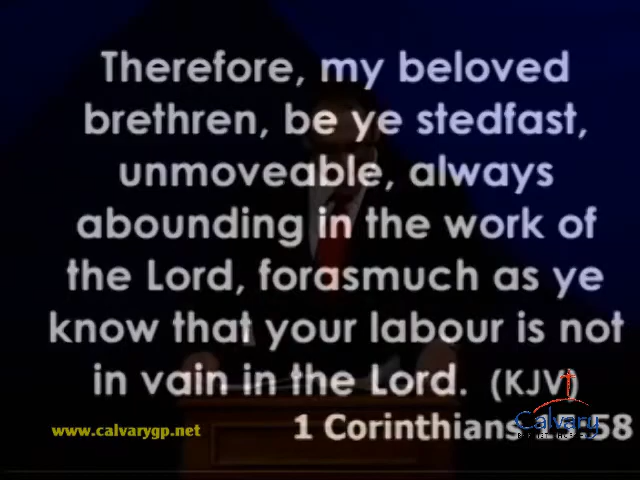 Therefore, my beloved
brethren, be ye stedfast,
unmoveable, always
abounding in the work of
the Lord, forasmuch as ye
know that your labour is not
in vain in the Lord. (KJV)
www.calvarygp.net
1 Corinthians 15:58
Calvary